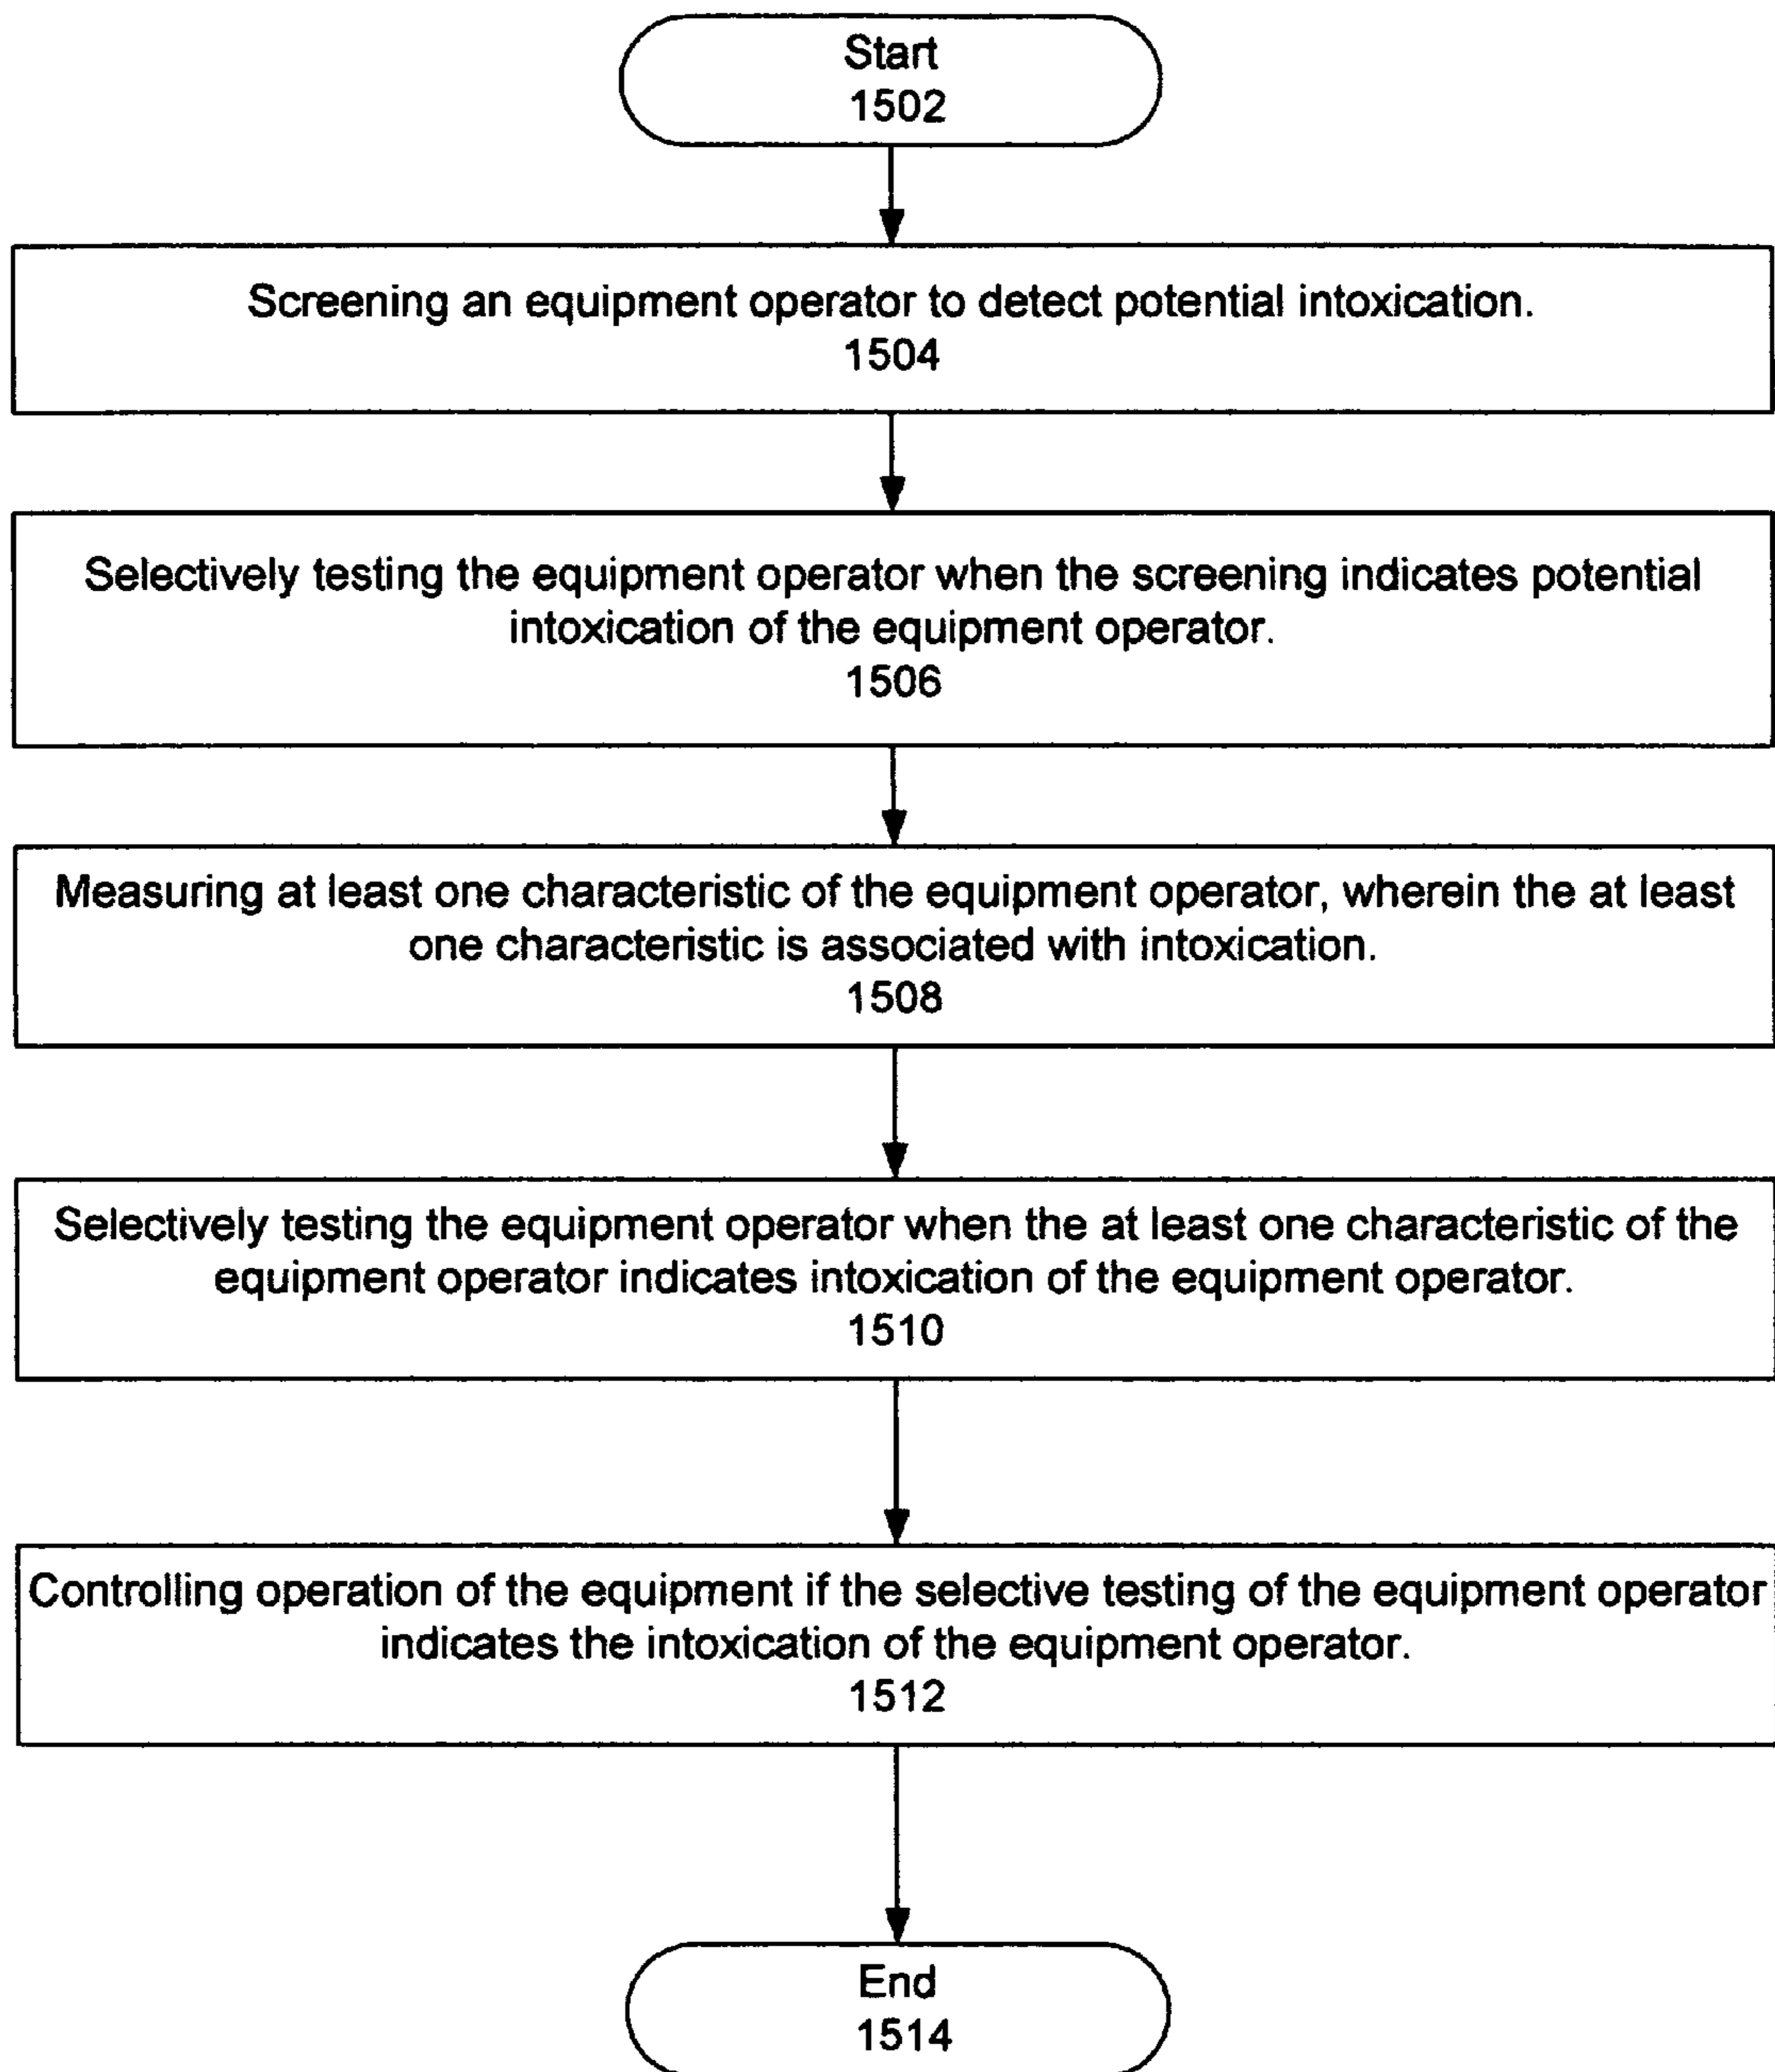 Start
1502
Screening an equipment operator to detect potential intoxication.
1504
Selectively testing the equipment operator when the screening indicates potential
intoxication of the equipment operator.
1506
Measuring at least one characteristic of the equipment operator, wherein the at least
one characteristic is associated with intoxication.
1508
Selectively testing the equipment operator when the at least one characteristic of the
equipment operator indicates intoxication of the equipment operator.
1510
Controlling operation of the equipment if the selective testing of the equipment operator
indicates the intoxication of the equipment operator.
1512
End
1514